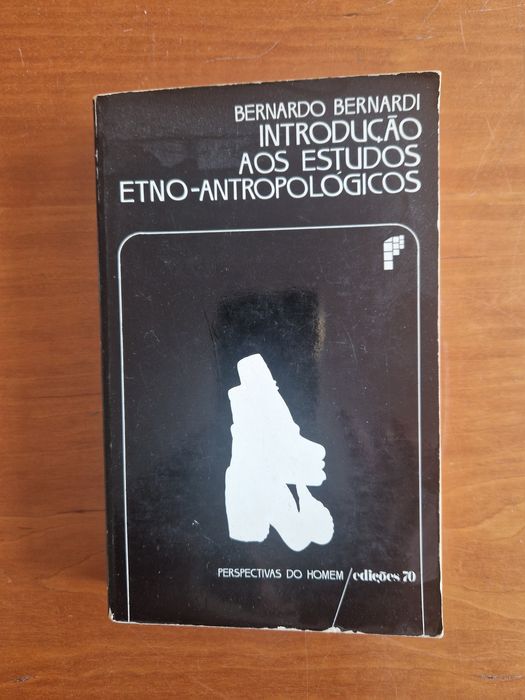 BERNARDO BERNARDI
INTRODUÇÃO
AOS ESTUDOS
ETNO-ANTROPOLÓGICOS
PERSPECTIVAS DO HOMEM / edições 70